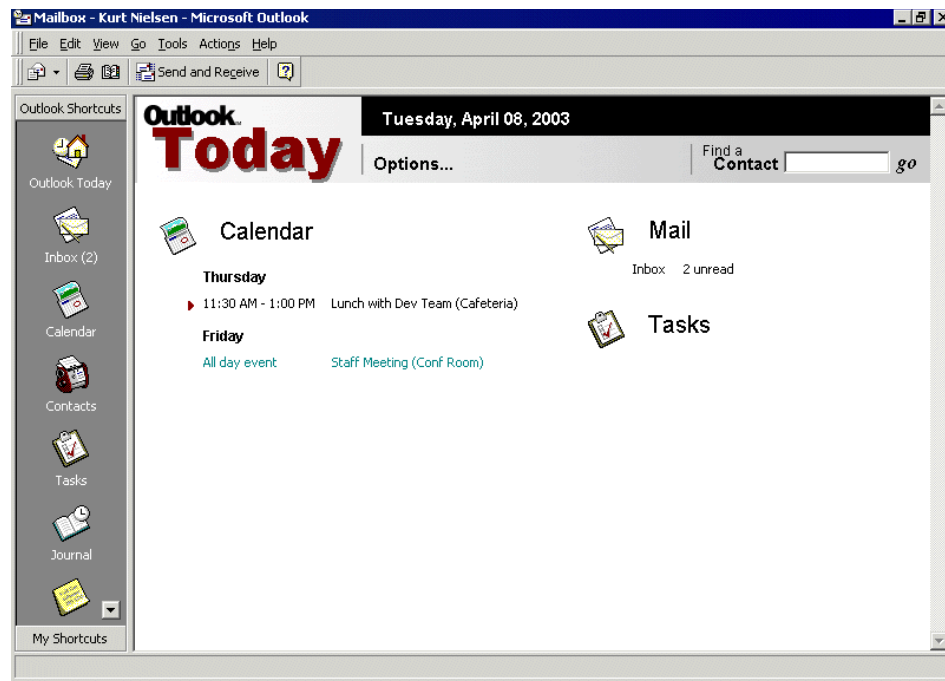 Mailbox - Kurt Nielsen - Microsoft Outlook
File Edit View Go Tools Actions Help
Send and Receive
Outlook Shortcuts
Outlook Today
Inbox (2)
Calendar
Contacts
Tasks
Journal
My Shortcuts
Outlook
Today
Tuesday, April 08, 2003
Options...
Find a
Contact
go
Calendar
Thursday
11:30 AM - 1:00 PM Lunch with Dev Team (Cafeteria)
Friday
All day event Staff Meeting (Conf Room)
Mail
Inbox 2 unread
Tasks